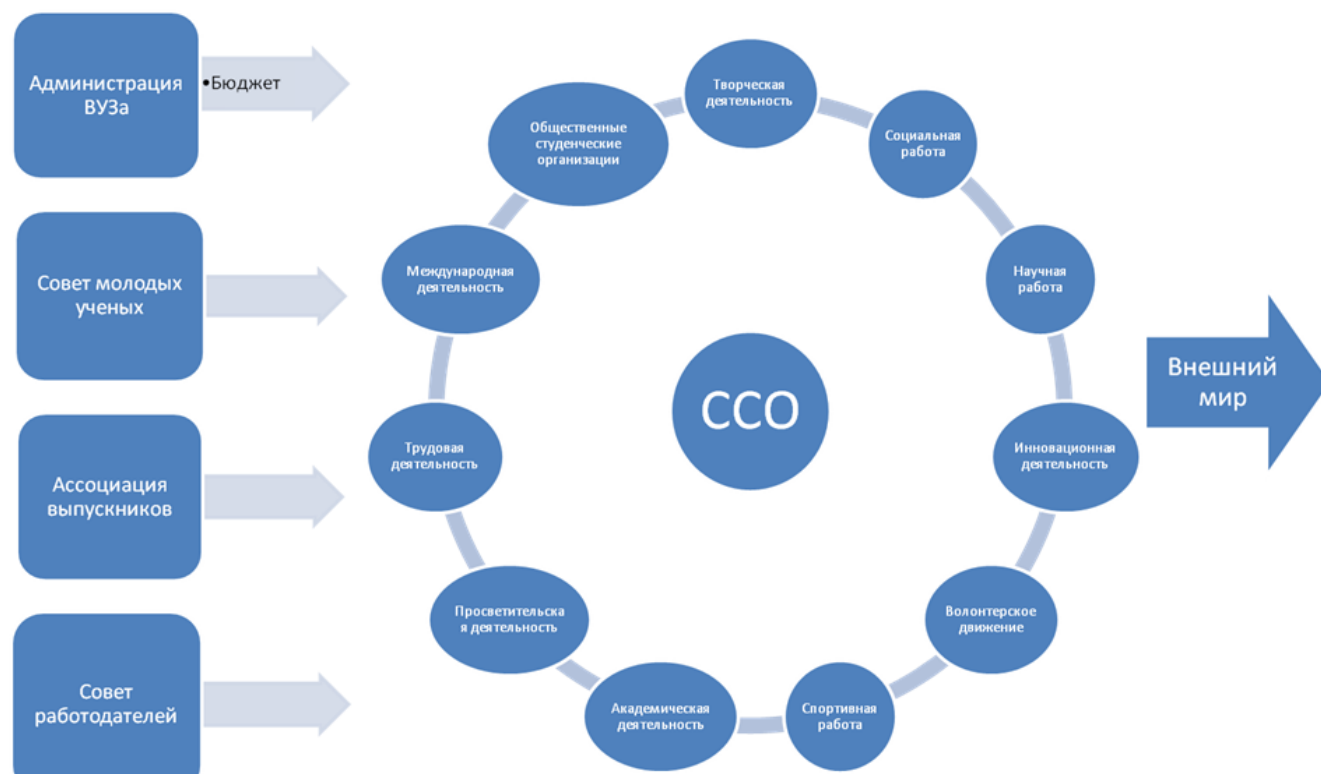 Администрация
ВУЗа
•Бюджет
Совет молодых
ученых
Ассоциация
выпускников
Совет
работодателей
Творческая
деятельность
Социальная
работа
Научная
работа
Инновационная
деятельность
Волонтерское
движение
Спортивная
работа
Академическая
деятельность
Просветительска
я деятельность
Трудовая
деятельность
Международная
деятельность
Общественные
студенческие
организации
ССО
Внешний
мир